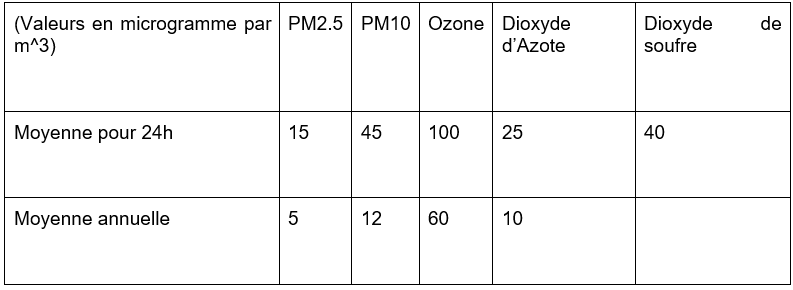 (Valeurs en microgramme par PM2.5 PM10 Ozone Dioxyde Dioxyde de
m^3) d'Azote soufre
Moyenne pour 24h 15 45 100 25 40
Moyenne annuelle 5 12 60 10